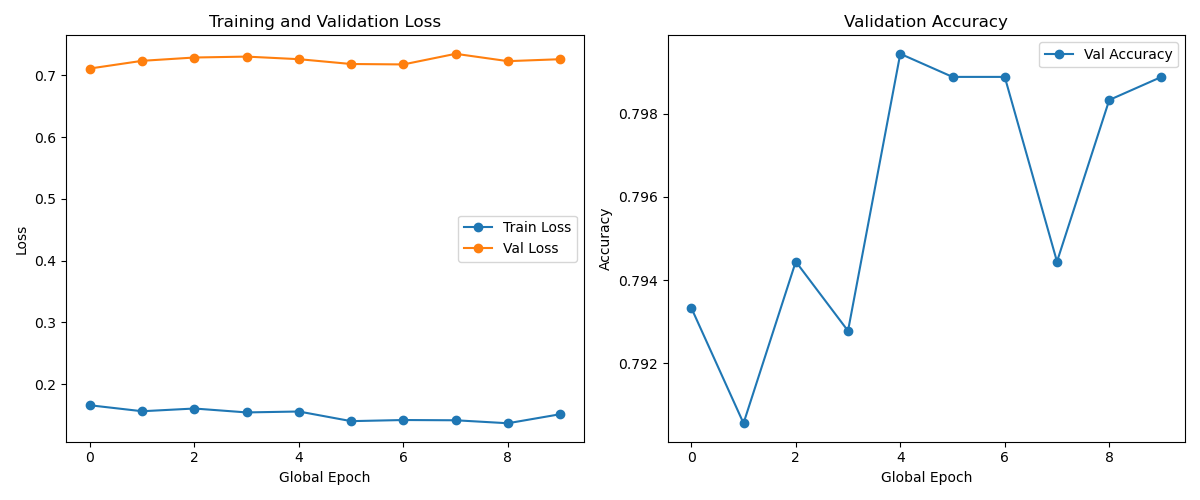 Training and Validation Loss
Loss
0.7
0.6
0.5
0.4
0.3
0.2
Train Loss
Val Loss
0 2 4 6 8
Global Epoch
Validation Accuracy
Accuracy
0.798
0.796
0.794
0.792
Val Accuracy
0 2 4 6 8
Global Epoch